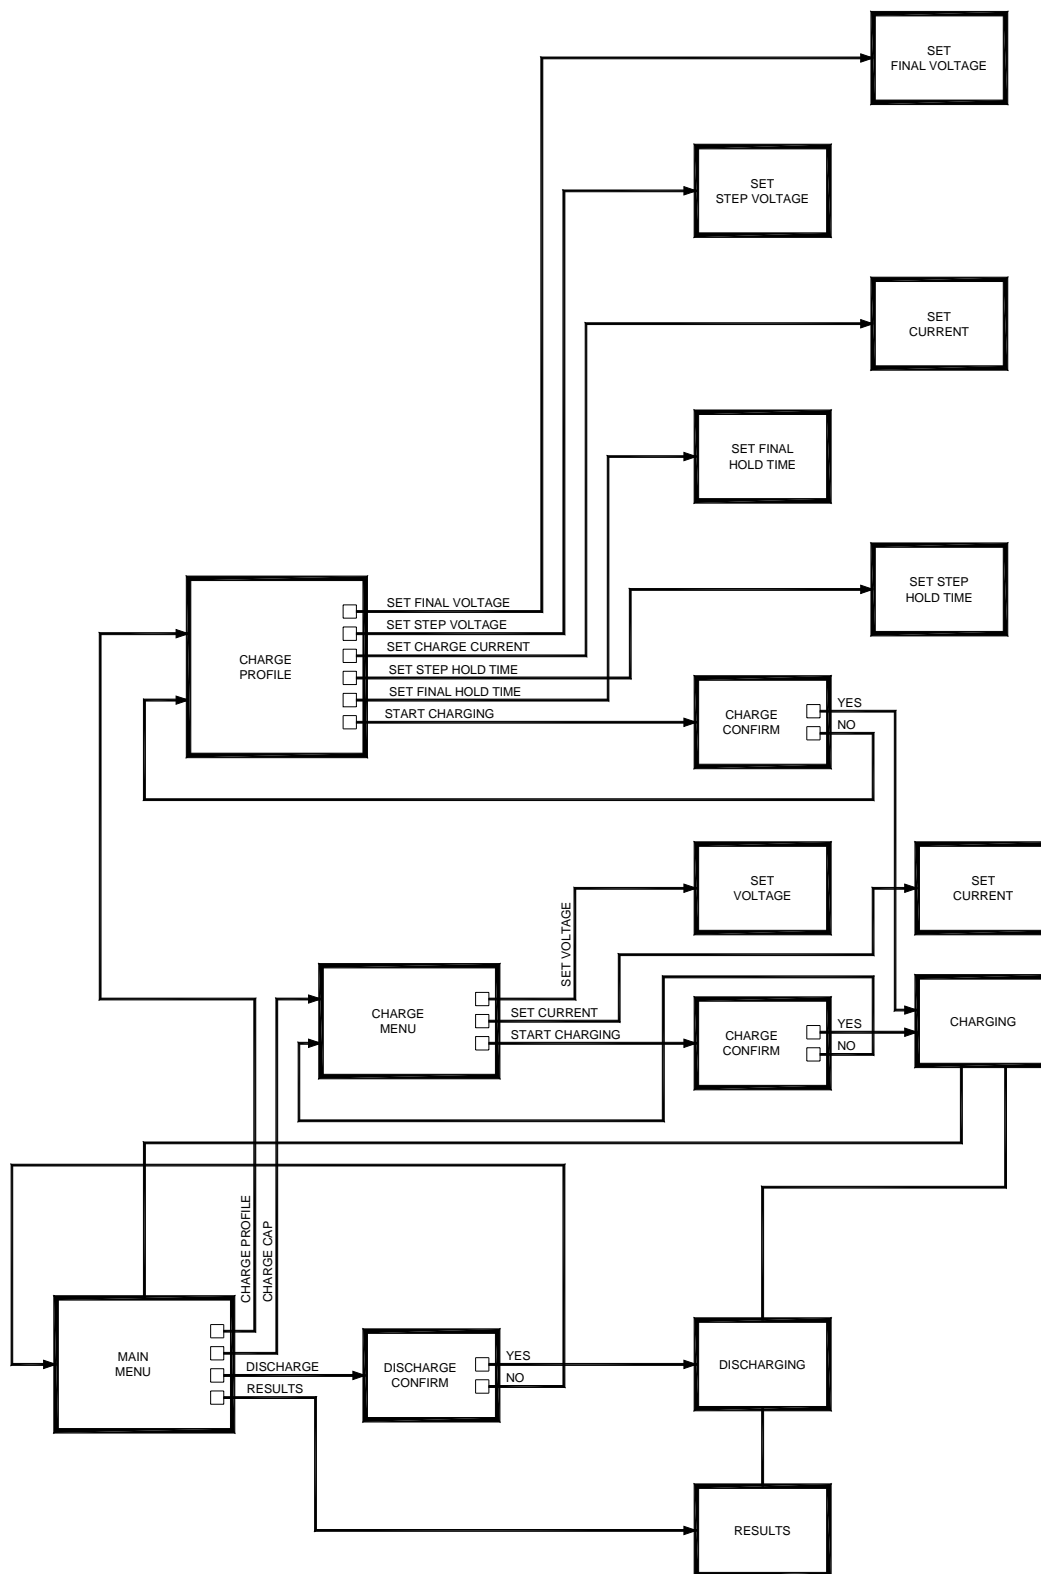 SET
FINAL VOLTAGE
SET
STEP VOLTAGE
SET
CURRENT
SET FINAL
HOLD TIME
SET STEP
HOLD TIME
CHARGE
PROFILE
SET FINAL VOLTAGE
SET STEP VOLTAGE
SET CHARGE CURRENT
SET STEP HOLD TIME
SET FINAL HOLD TIME
START CHARGING
CHARGE
CONFIRM
YES
NO
SET
VOLTAGE
SET
CURRENT
SET VOLTAGE
CHARGE
MENU
SET CURRENT
START CHARGING
CHARGE
CONFIRM
YES
NO
CHARGING
CHARGE PROFILE
CHARGE CAP
MAIN
MENU
DISCHARGE
RESULTS
DISCHARGE
CONFIRM
YES
NO
DISCHARGING
RESULTS